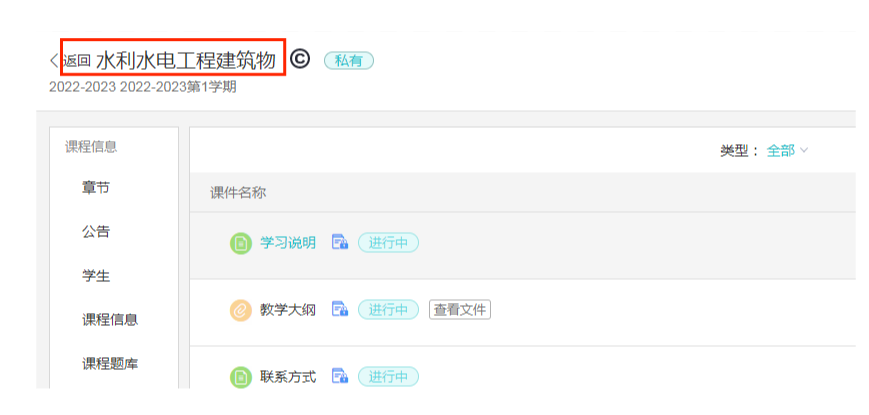 返回 水利水电工程建筑物 © 私有
2022-2023 2022-2023第1学期
课程信息
类型： 全部
章节
课件名称
公告
学习说明 进行中
学生
教学大纲 进行中 查看文件
课程信息
课程题库
联系方式 进行中